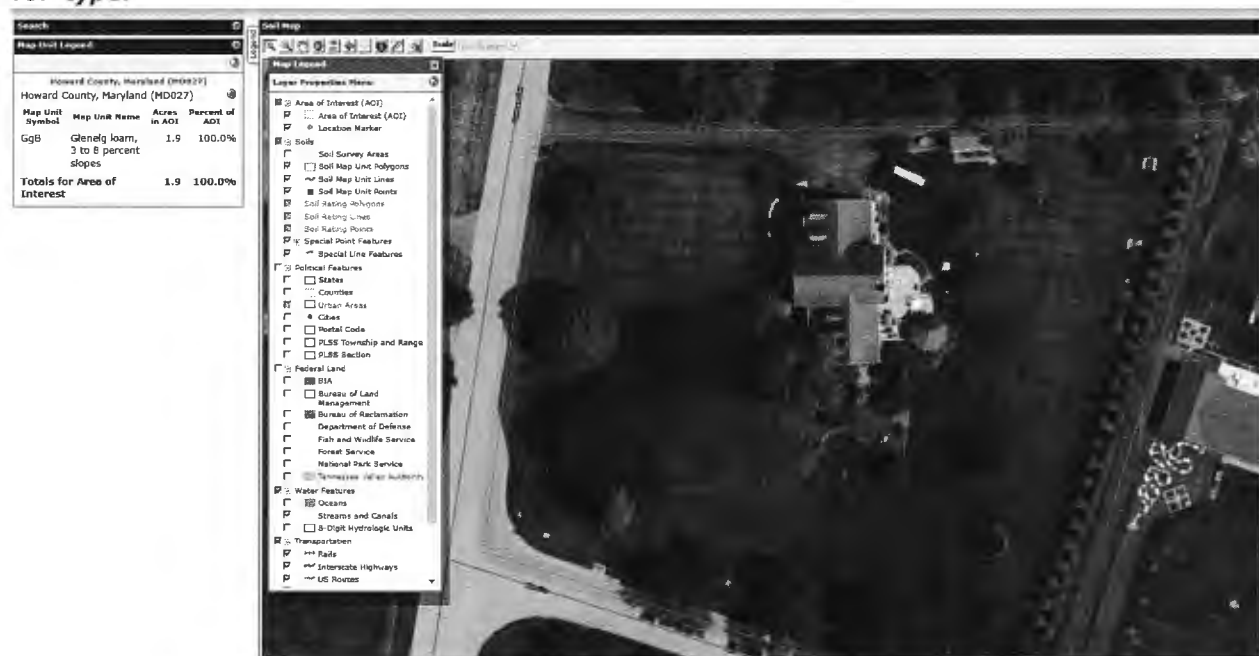 Search
Map Unit Legend
Howard County, Maryland (MD027)
Howard County, Maryland (MD027)
Map Unit Symbol Map Unit Name Acres in AOI Percent of AOI
GgB Glenelg loam, 3 to 8 percent slopes 1.9 100.0%
Totals for Area of Interest 1.9 100.0%
Legend
Soil Map
Scale
Map Legend
Layer Properties Menu
Area of Interest (AOI)
Area of Interest (AOI)
Location Marker
Soils
Soil Survey Areas
Soil Map Unit Polygons
Soil Map Unit Lines
Soil Map Unit Points
Soil Rating Polygons
Soil Rating Lines
Soil Rating Points
Special Point Features
Special Line Features
Political Features
States
Counties
Urban Areas
Cities
Postal Code
PLSS Township and Range
PLSS Section
Federal Land
BIA
Bureau of Land
Management
Bureau of Reclamation
Department of Defense
Fish and Wildlife Service
Forest Service
National Park Service
Tennessee Valley Authority
Water Features
Oceans
Streams and Canals
8-Digit Hydrologic Units
Transportation
Rails
Interstate Highways
US Routes